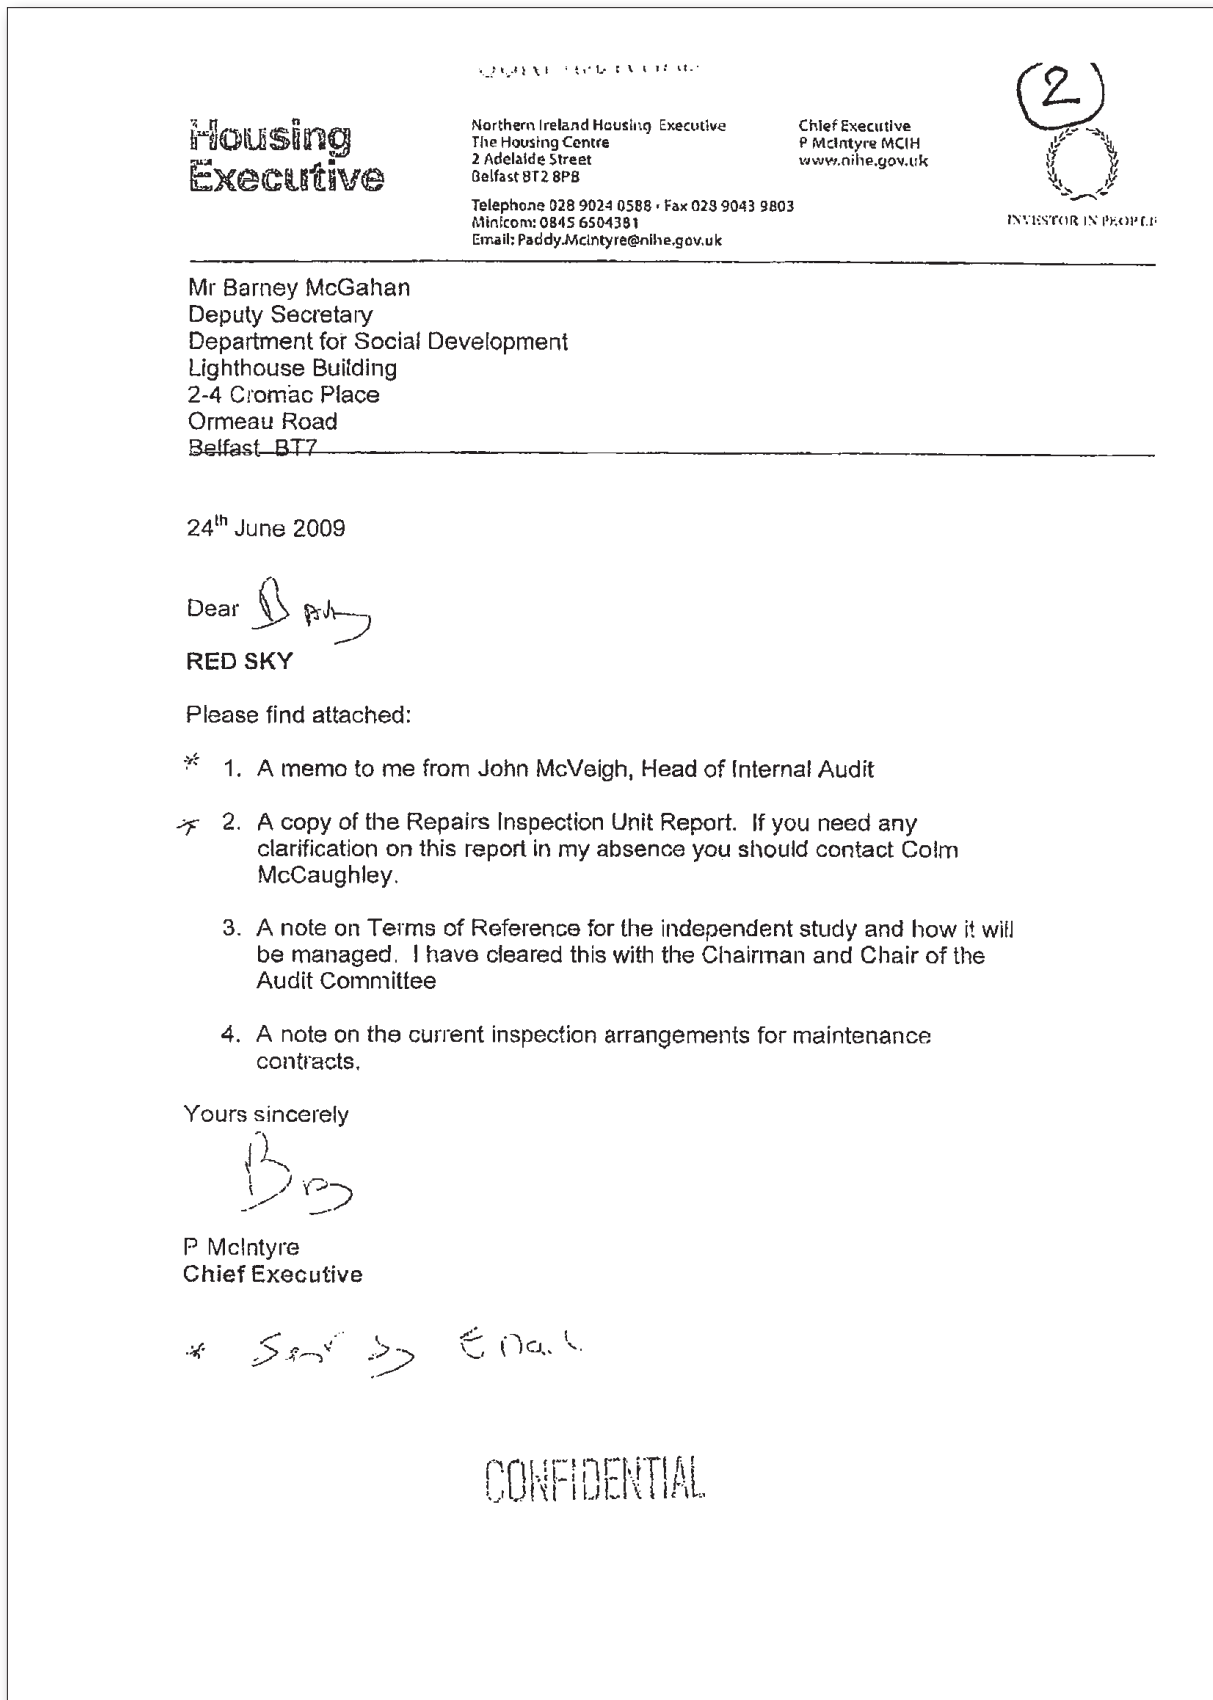 2
Housing
Executive
Northern Ireland Housing Executive
The Housing Centre
2 Adelaide Street
Belfast BT2 8PB
Telephone 028 9024 0588 · Fax 028 9043 9803
Minicom: 0845 6504381
Email: Paddy.McIntyre@nihe.gov.uk
Chief Executive
P McIntyre MCIH
www.nihe.gov.uk
INVESTOR IN PEOPLE
Mr Barney McGahan
Deputy Secretary
Department for Social Development
Lighthouse Building
2-4 Cromac Place
Ormeau Road
Belfast BT7
24th June 2009
Dear
RED SKY
Please find attached:
* 1. A memo to me from John McVeigh, Head of Internal Audit
* 2. A copy of the Repairs Inspection Unit Report. If you need any
clarification on this report in my absence you should contact Colm
McCaughley.
3. A note on Terms of Reference for the independent study and how it will
be managed. I have cleared this with the Chairman and Chair of the
Audit Committee
4. A note on the current inspection arrangements for maintenance
contracts.
Yours sincerely
P McIntyre
Chief Executive
* Sent by Email
CONFIDENTIAL